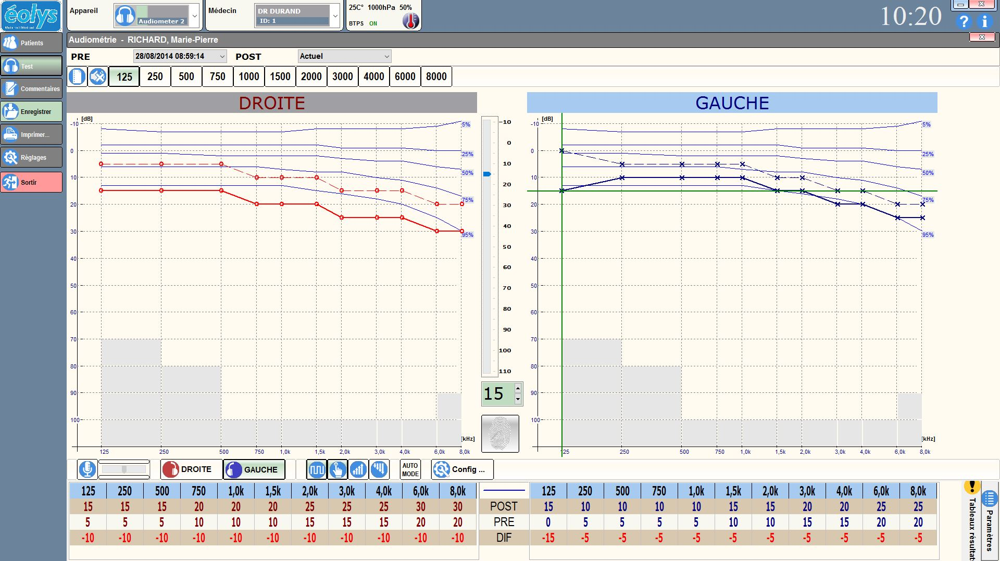 éolys
Matériel Médical
Appareil
Audiometer 2
Médecin
DR DURAND
ID: 1
25C° 1000hPa 50%
BTPS ON
10:20
Patients
Test
Commentaires
Enregistrer
Imprimer...
Réglages
Sortir
Audiométrie - RICHARD, Marie-Pierre
PRE 28/08/2014 08:59:14 POST Actuel
125 250 500 750 1000 1500 2000 3000 4000 6000 8000
DROITE
[dB]
-10
0
10
20
30
40
50
60
70
80
90
100
5%
25%
50%
75%
95%
[kHz]
125 250 500 750 1,0k 1,5k 2,0k 3,0k 4,0k 6,0k 8,0k
-10
0
10
20
30
40
50
60
70
80
90
100
110
15
GAUCHE
[dB]
-10
0
10
20
30
40
50
60
70
80
90
100
5%
25%
50%
75%
95%
[kHz]
125 250 500 750 1,0k 1,5k 2,0k 3,0k 4,0k 6,0k 8,0k
DROITE GAUCHE AUTO MODE Config ...
125 250 500 750 1,0k 1,5k 2,0k 3,0k 4,0k 6,0k 8,0k 125 250 500 750 1,0k 1,5k 2,0k 3,0k 4,0k 6,0k 8,0k
15 15 15 20 20 20 25 25 25 30 30 POST 15 10 10 10 10 15 15 20 20 25 25
5 5 5 10 10 10 15 15 15 20 20 PRE 0 5 5 5 5 10 10 15 15 20 20
-10 -10 -10 -10 -10 -10 -10 -10 -10 -10 -10 DIF -15 -5 -5 -5 -5 -5 -5 -5 -5 -5 -5
Tableaux résultat
Paramètres